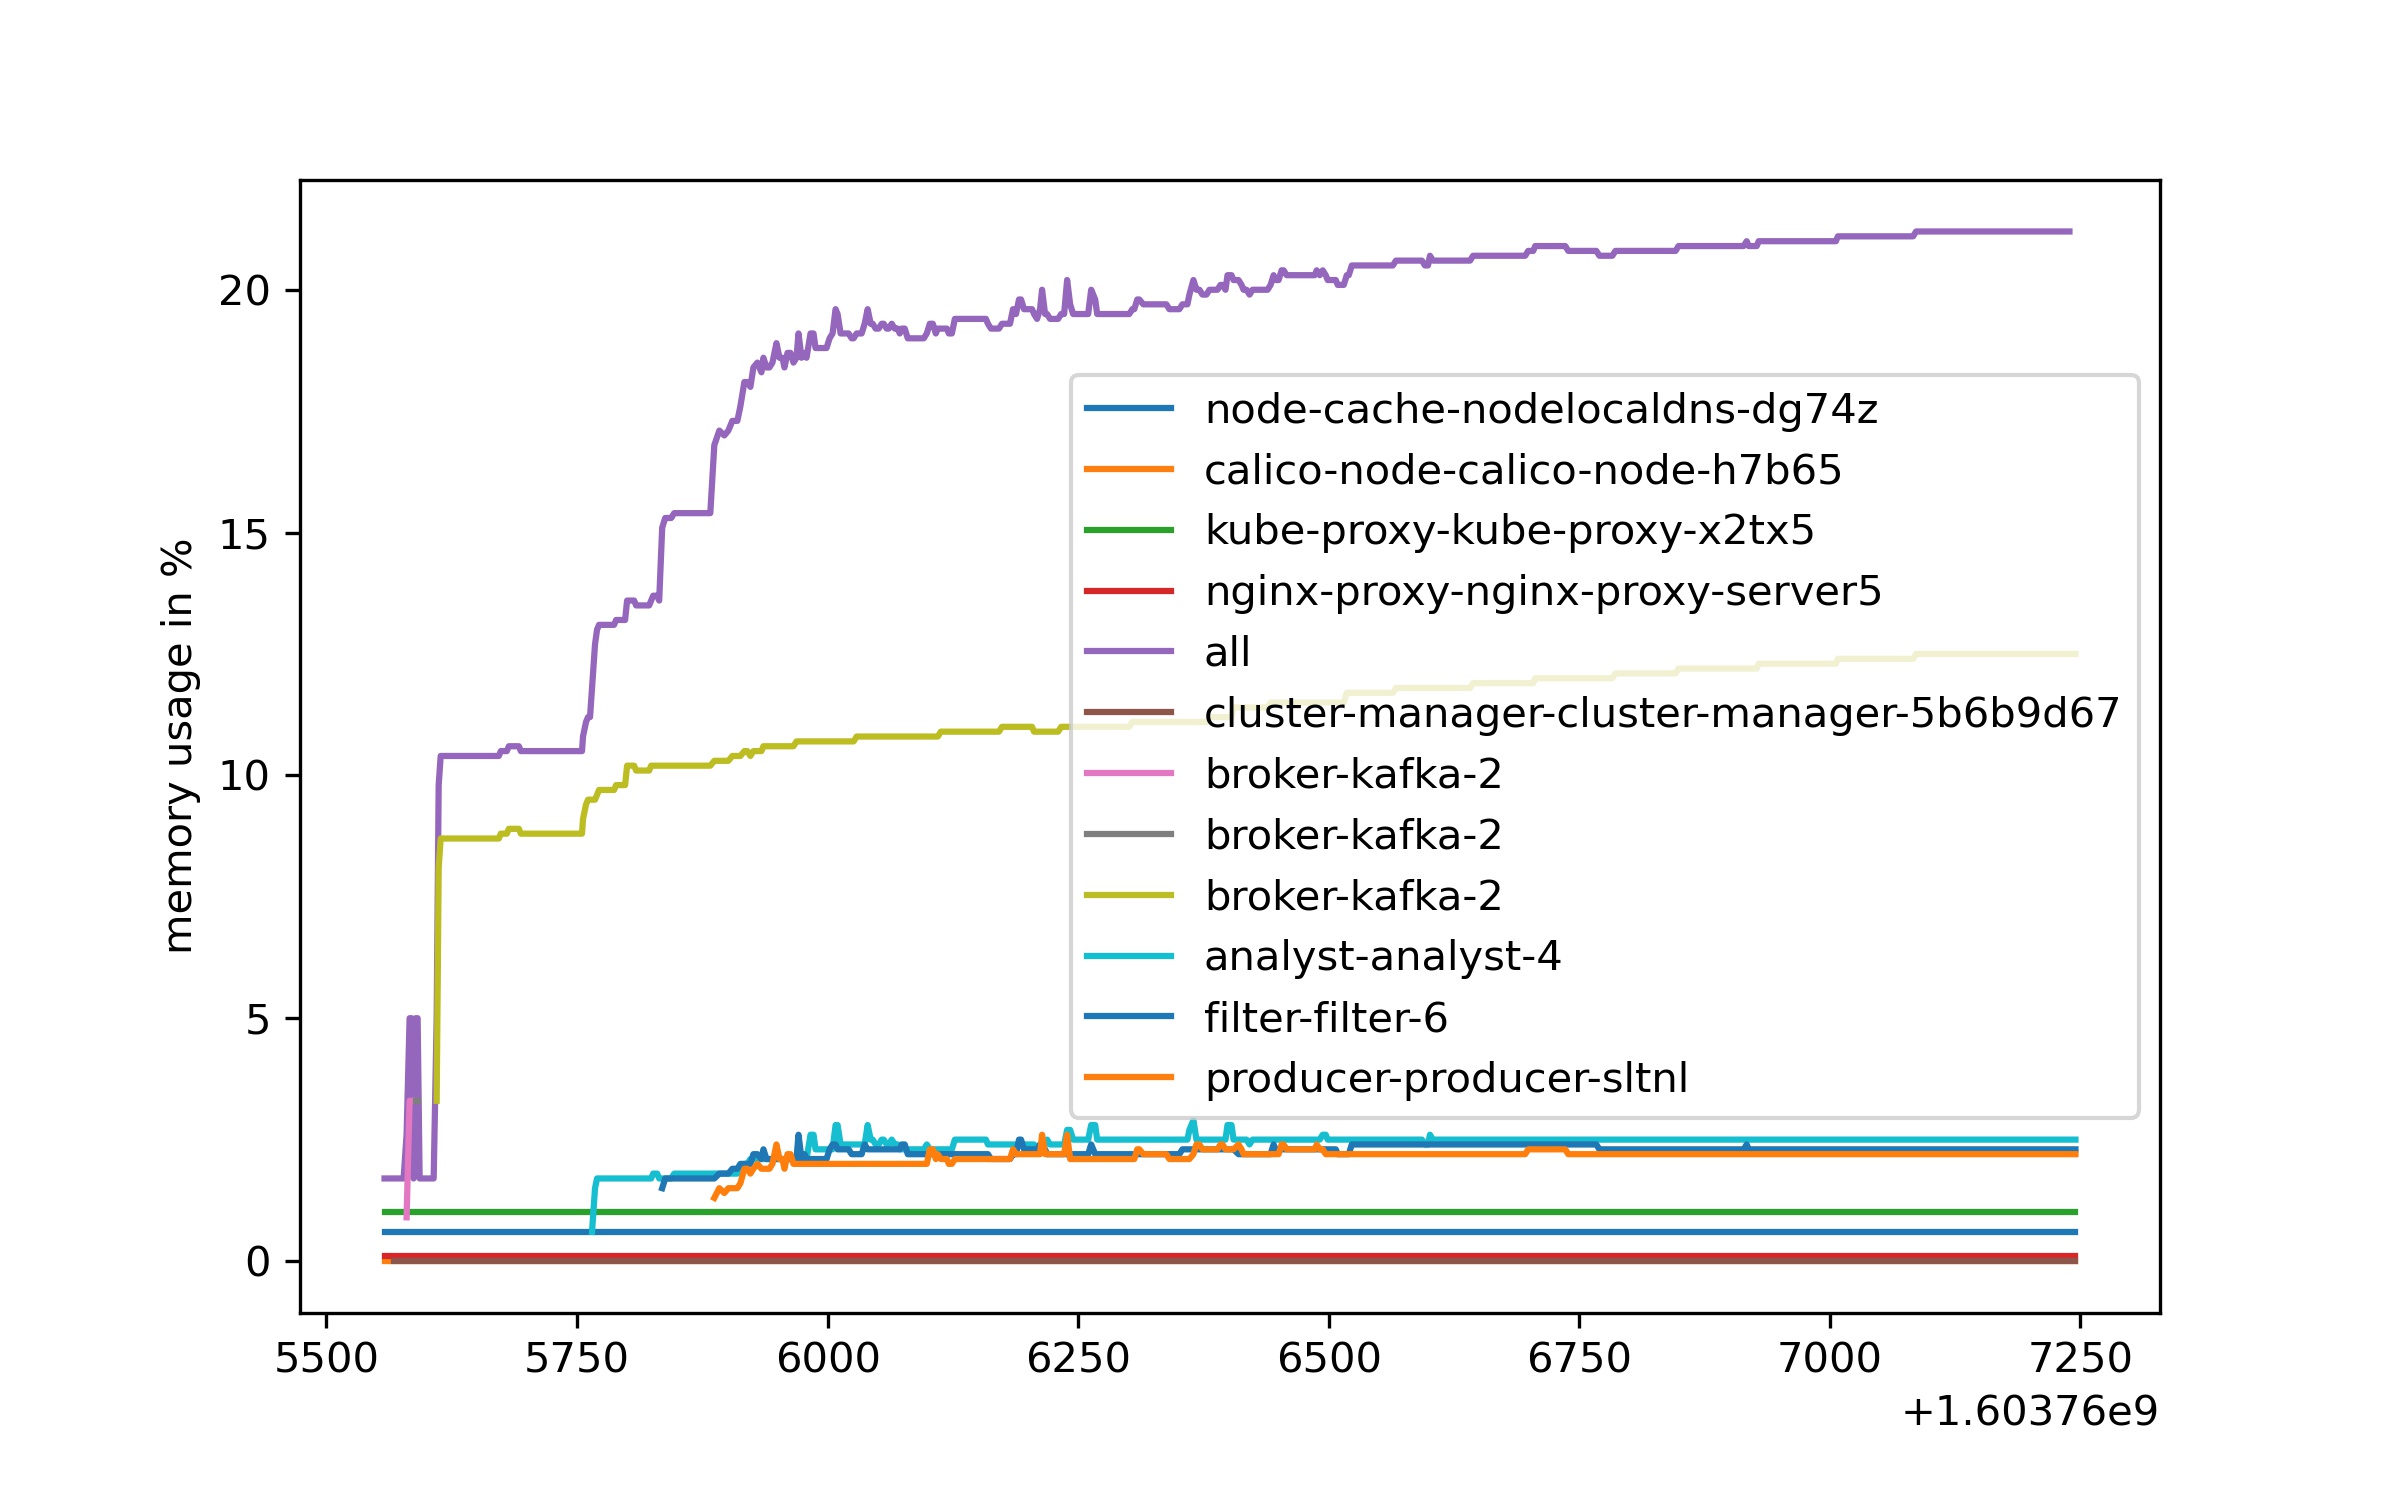 memory usage in %
20
15
10
5
0
node-cache-nodelocaldns-dg74z
calico-node-calico-node-h7b65
kube-proxy-kube-proxy-x2tx5
nginx-proxy-nginx-proxy-server5
all
cluster-manager-cluster-manager-5b6b9d67
broker-kafka-2
broker-kafka-2
broker-kafka-2
analyst-analyst-4
filter-filter-6
producer-producer-sltnl
5500 5750 6000 6250 6500 6750 7000 7250
+1.60376e9